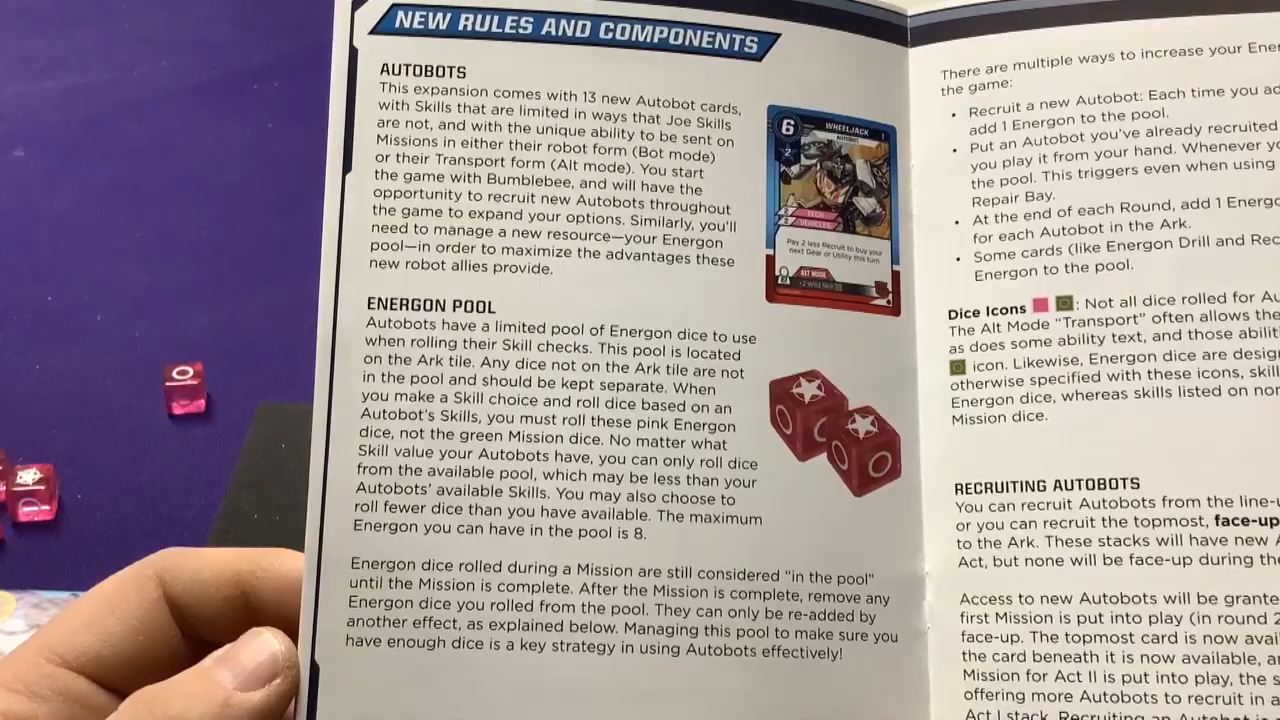 NEW RULES AND COMPONENTS
AUTOBOTS
This expansion comes with 13 new Autobot cards,
with Skills that are limited in ways that Joe Skills
are not, and with the unique ability to be sent on
Missions in either their robot form (Bot mode)
or their Transport form (Alt mode). You start
the game with Bumblebee, and will have the
opportunity to recruit new Autobots throughout
the game to expand your options. Similarly, you'll
need to manage a new resource—your Energon
pool—in order to maximize the advantages these
new robot allies provide.
6
WHEELJACK
AUTOBOT
2
2 TECH
2 VEHICLES
Pay 2 less Recruit to buy your
next Gear or Utility this turn.
ALT MODE
+2 Wild Skill
ENERGON POOL
Autobots have a limited pool of Energon dice to use
when rolling their Skill checks. This pool is located
on the Ark tile. Any dice not on the Ark tile are not
in the pool and should be kept separate. When
you make a Skill choice and roll dice based on an
Autobot's Skills, you must roll these pink Energon
dice, not the green Mission dice. No matter what
Skill value your Autobots have, you can only roll dice
from the available pool, which may be less than your
Autobots' available Skills. You may also choose to
roll fewer dice than you have available. The maximum
Energon you can have in the pool is 8.
Energon dice rolled during a Mission are still considered "in the pool"
until the Mission is complete. After the Mission is complete, remove any
Energon dice you rolled from the pool. They can only be re-added by
another effect, as explained below. Managing this pool to make sure you
have enough dice is a key strategy in using Autobots effectively!
There are multiple ways to increase your
the game:
• Recruit a new Autobot: Each time you
add 1 Energon to the pool.
• Put an Autobot you've already recruited
you play it from your hand. Whenever
the pool. This triggers even when using
Repair Bay.
• At the end of each Round, add 1
for each Autobot in the Ark.
• Some cards (like Energon Drill and
Energon to the pool.
Dice Icons : Not all dice rolled for
The Alt Mode "Transport" often allows
as does some ability text, and those
icon. Likewise, Energon dice are
otherwise specified with these icons,
Energon dice, whereas skills listed on
Mission dice.
RECRUITING AUTOBOTS
You can recruit Autobots from the
or you can recruit the topmost, face-up
to the Ark. These stacks will have new
Act, but none will be face-up during
Access to new Autobots will be
first Mission is put into play (in round
face-up. The topmost card is now
the card beneath it is now available,
Mission for Act II is put into play, the
offering more Autobots to recruit in
Act I stack. Recruiting an Autobot